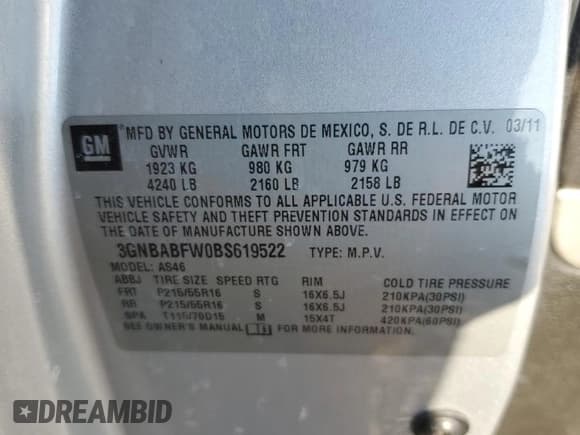 GM
MFD BY GENERAL MOTORS DE MEXICO, S. DE R.L. DE C.V. 03/11
GVWR GAWR FRT GAWR RR
1923 KG 980 KG 979 KG
4240 LB 2160 LB 2158 LB
THIS VEHICLE CONFORMS TO ALL APPLICABLE U.S. FEDERAL MOTOR
VEHICLE SAFETY AND THEFT PREVENTION STANDARDS IN EFFECT ON
THE DATE OF MANUFACTURE SHOWN ABOVE.
3GNBABFW0BS619522 TYPE: M.P.V.
MODEL: AS46
ABBJ TIRE SIZE SPEED RTG RIM COLD TIRE PRESSURE
FRT P215/55R16 S 16X6.5J 210KPA(30PSI)
RR P215/55R16 S 16X6.5J 210KPA(30PSI)
SPA T115/70D15 M 15X4T 420KPA(60PSI)
SEE OWNER'S MANUAL FOR MORE INFORMATION.
DREAMBID